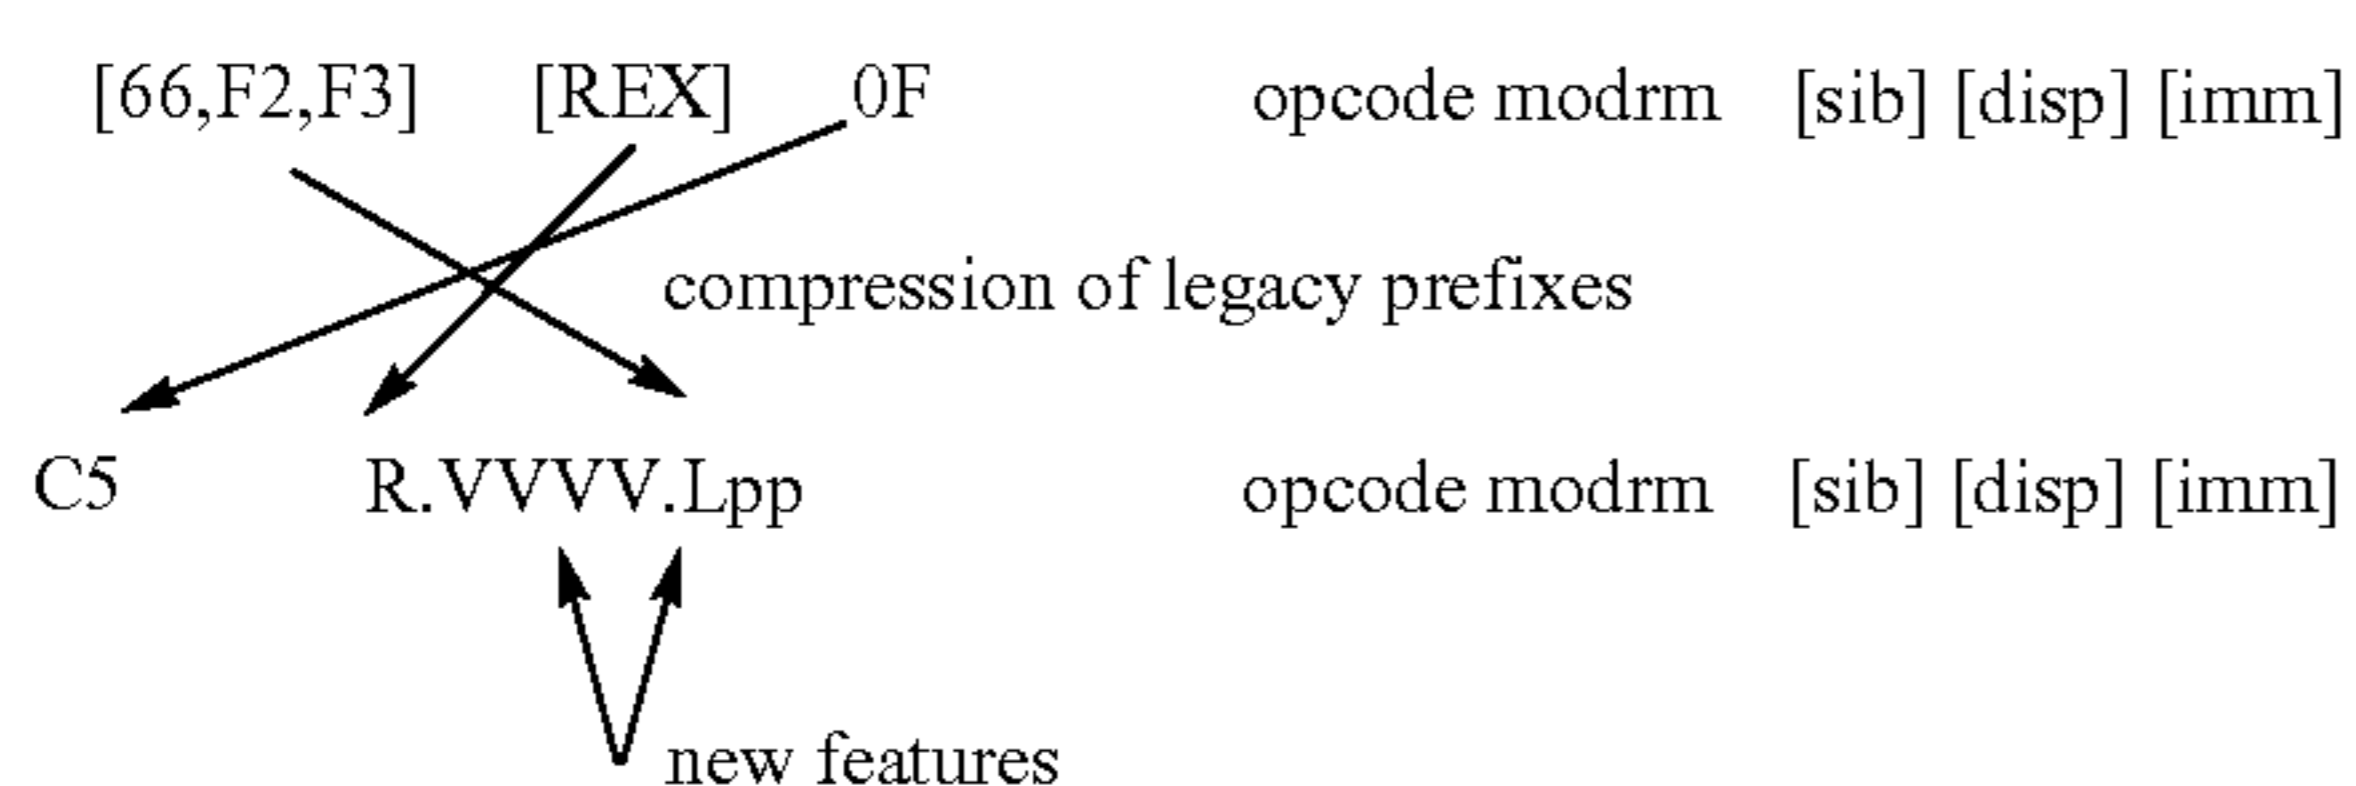 [66,F2,F3] [REX] 0F opcode modrm [sib] [disp] [imm]
compression of legacy prefixes
C5 R.VVVV.Lpp opcode modrm [sib] [disp] [imm]
new features